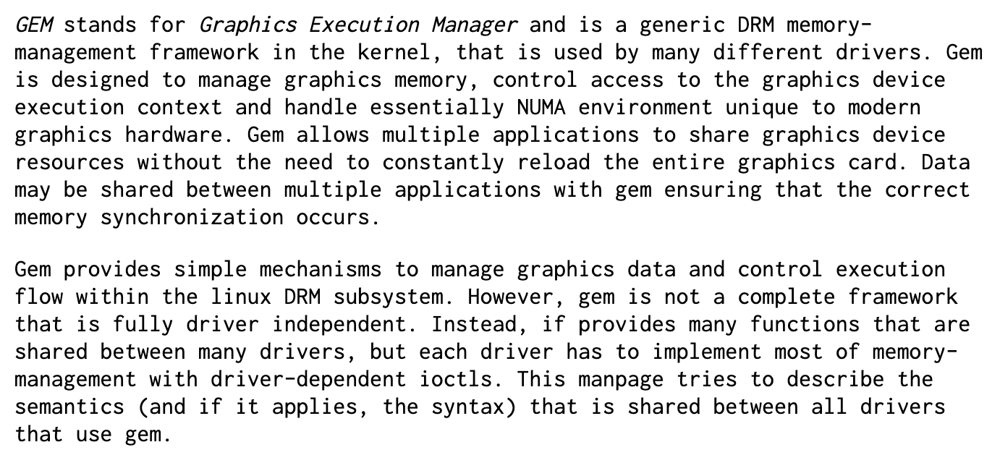 GEM stands for Graphics Execution Manager and is a generic DRM memory-
management framework in the kernel, that is used by many different drivers. Gem
is designed to manage graphics memory, control access to the graphics device
execution context and handle essentially NUMA environment unique to modern
graphics hardware. Gem allows multiple applications to share graphics device
resources without the need to constantly reload the entire graphics card. Data
may be shared between multiple applications with gem ensuring that the correct
memory synchronization occurs.
Gem provides simple mechanisms to manage graphics data and control execution
flow within the linux DRM subsystem. However, gem is not a complete framework
that is fully driver independent. Instead, if provides many functions that are
shared between many drivers, but each driver has to implement most of memory-
management with driver-dependent ioctls. This manpage tries to describe the
semantics (and if it applies, the syntax) that is shared between all drivers
that use gem.